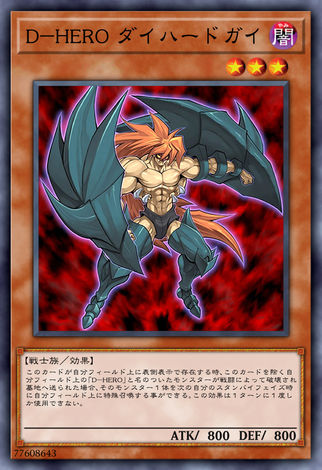 D-HERO ダイハードガイ
やみ
闇
【戦士族／効果】
このカードが自分フィールド上に表側表示で存在する時、このカードを除く自
分フィールド上の「D-HERO」と名のついたモンスターが戦闘によって破壊され
墓地へ送られた場合、そのモンスター１体を次の自分のスタンバイフェイズ時
に自分フィールド上に特殊召喚する事ができる。この効果は１ターンに１度し
か使用できない。
ATK/ 800 DEF/ 800
77608643